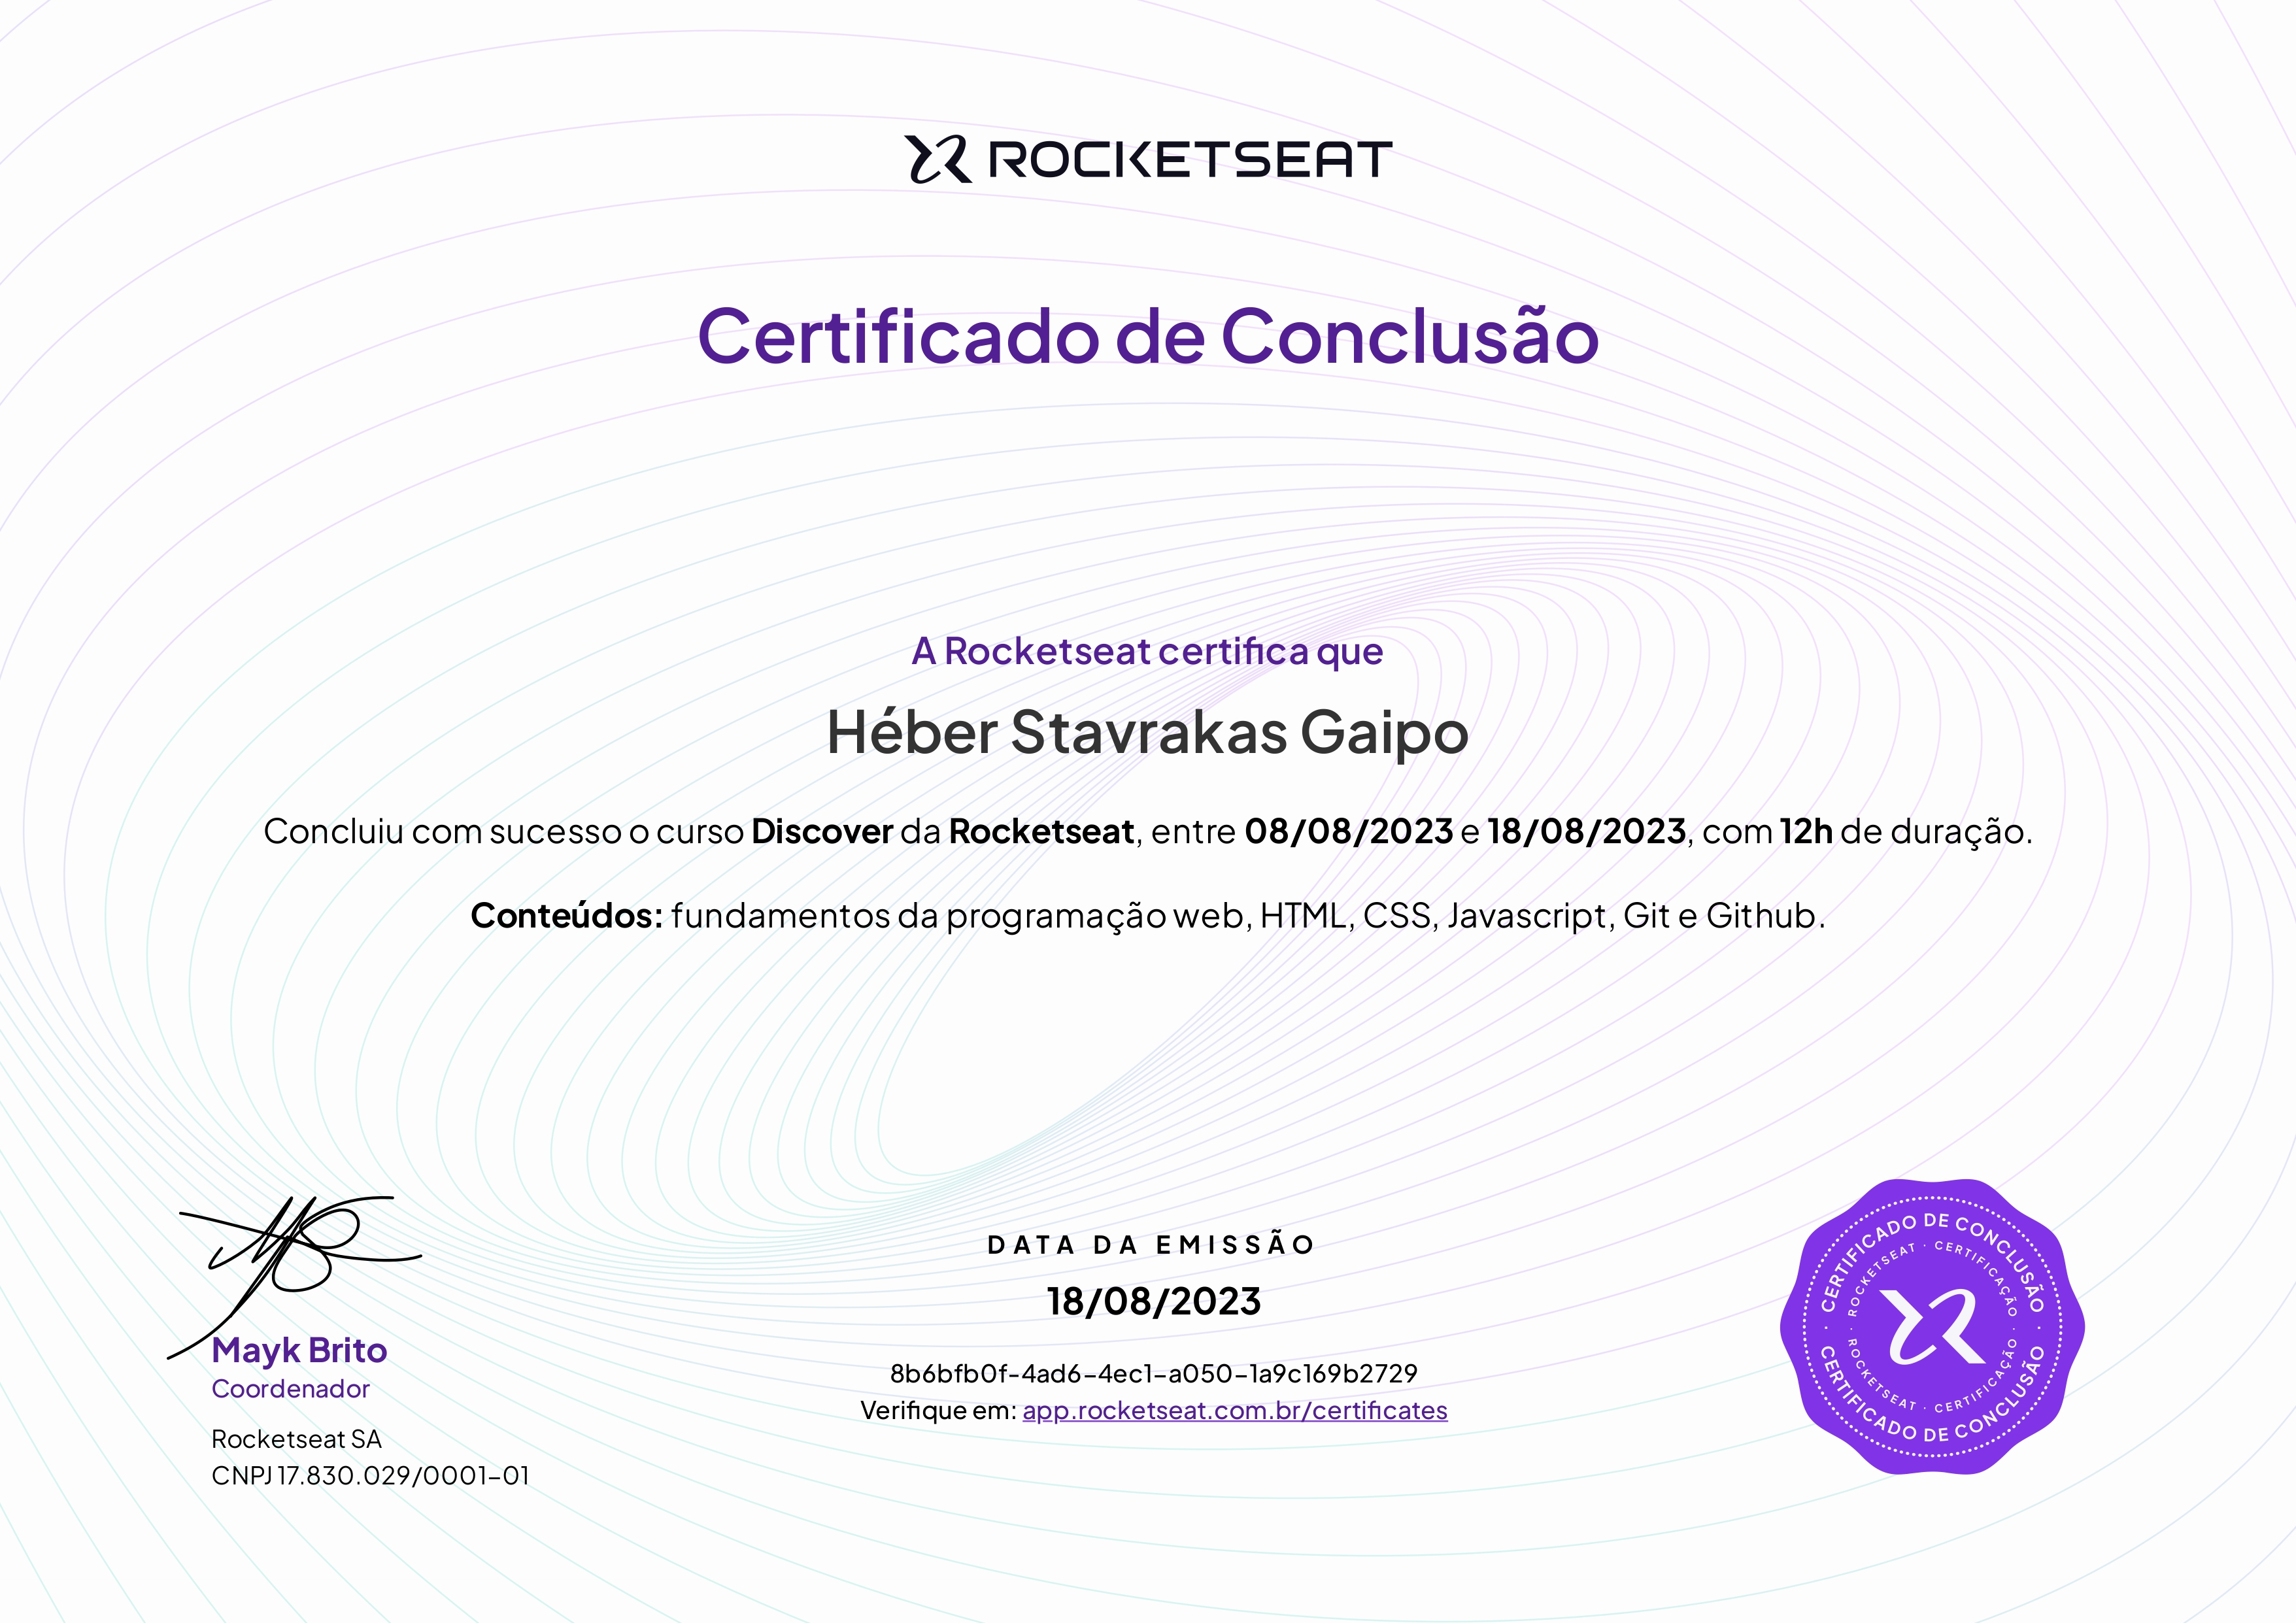 ROCKETSEAT
Certificado de Conclusão
A Rocketseat certifica que
Héber Stavrakas Gaipo
Concluiu com sucesso o curso Discover da Rocketseat, entre 08/08/2023 e 18/08/2023, com 12h de duração.
Conteúdos: fundamentos da programação web, HTML, CSS, Javascript, Git e Github.
Mayk Brito
Coordenador
Rocketseat SA
CNPJ 17.830.029/0001-01
DATA DA EMISSÃO
18/08/2023
8b6bfb0f-4ad6-4ec1-a050-1a9c169b2729
Verifique em: app.rocketseat.com.br/certificates
CERTIFICADO DE CONCLUSÃO · CERTIFICADO DE CONCLUSÃO ·
ROCKETSEAT · CERTIFICAÇÃO · ROCKETSEAT · CERTIFICAÇÃO ·